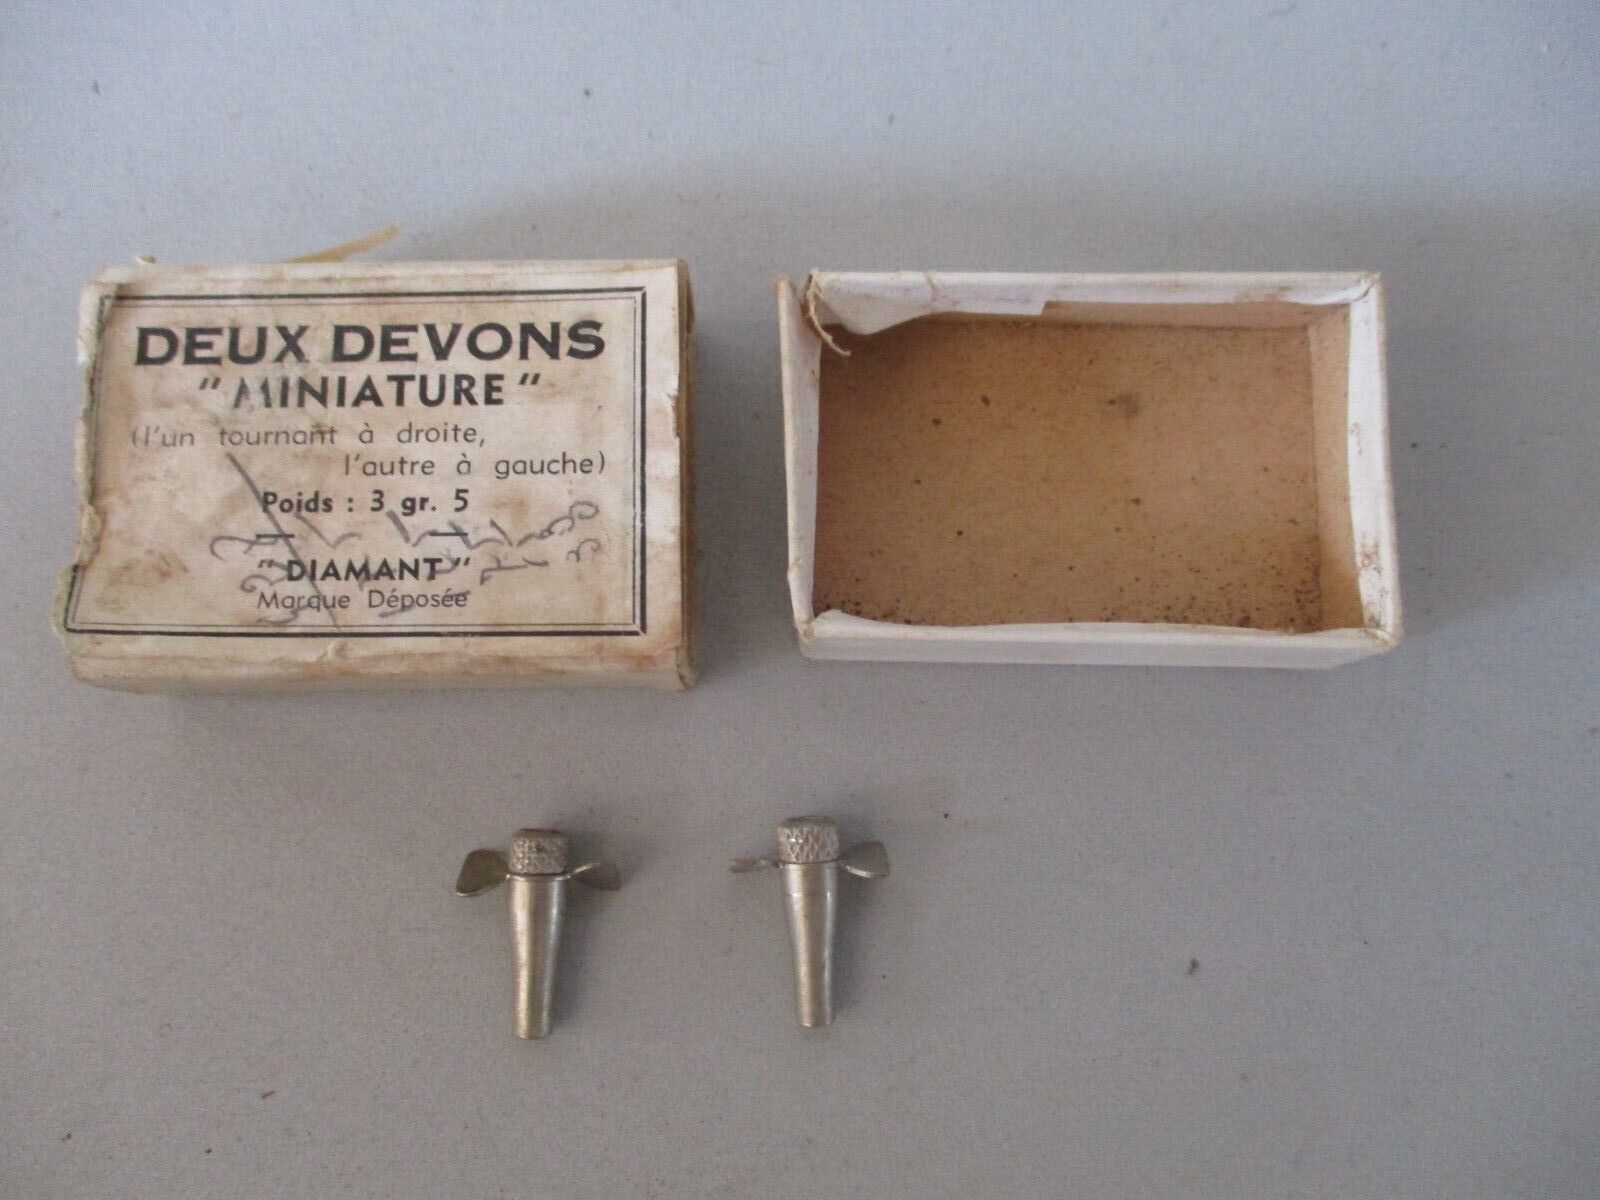 DEUX DEVONS
"MINIATURE"
(l'un tournant à droite,
l'autre à gauche)
Poids : 3 gr. 5
"DIAMANT"
Marque Déposée